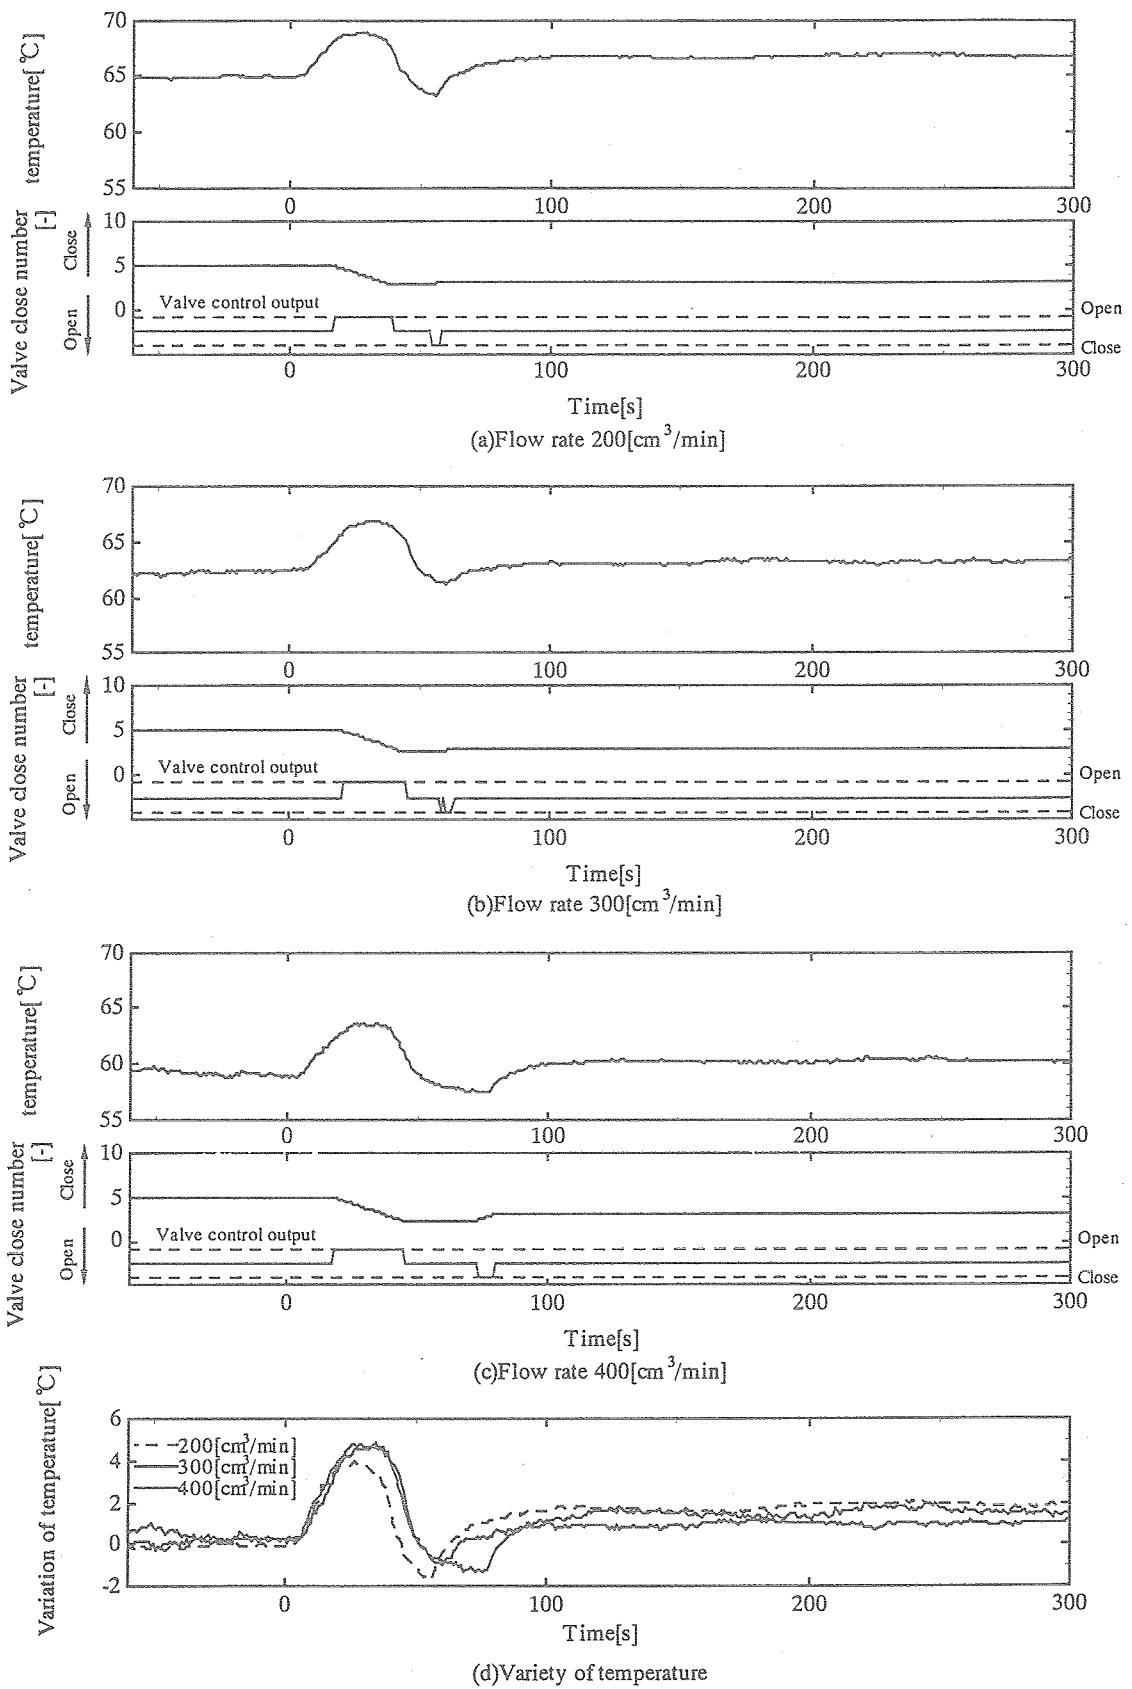 70
65
60
55
temperature[℃]
0
100
200
300
10
5
0
Valve close number
[-]
Close
Open
Valve control output
Open
Close
0
100
200
300
Time[s]
(a)Flow rate 200[cm³/min]
70
65
60
55
temperature[℃]
0
100
200
300
10
5
0
Valve close number
[-]
Close
Open
Valve control output
Open
Close
0
100
200
300
Time[s]
(b)Flow rate 300[cm³/min]
70
65
60
55
temperature[℃]
0
100
200
300
10
5
0
Valve close number
[-]
Close
Open
Valve control output
Open
Close
0
100
200
300
Time[s]
(c)Flow rate 400[cm³/min]
6
4
2
0
-2
Variation of temperature[℃]
200[cm³/min]
300[cm³/min]
400[cm³/min]
0
100
200
300
Time[s]
(d)Variety of temperature